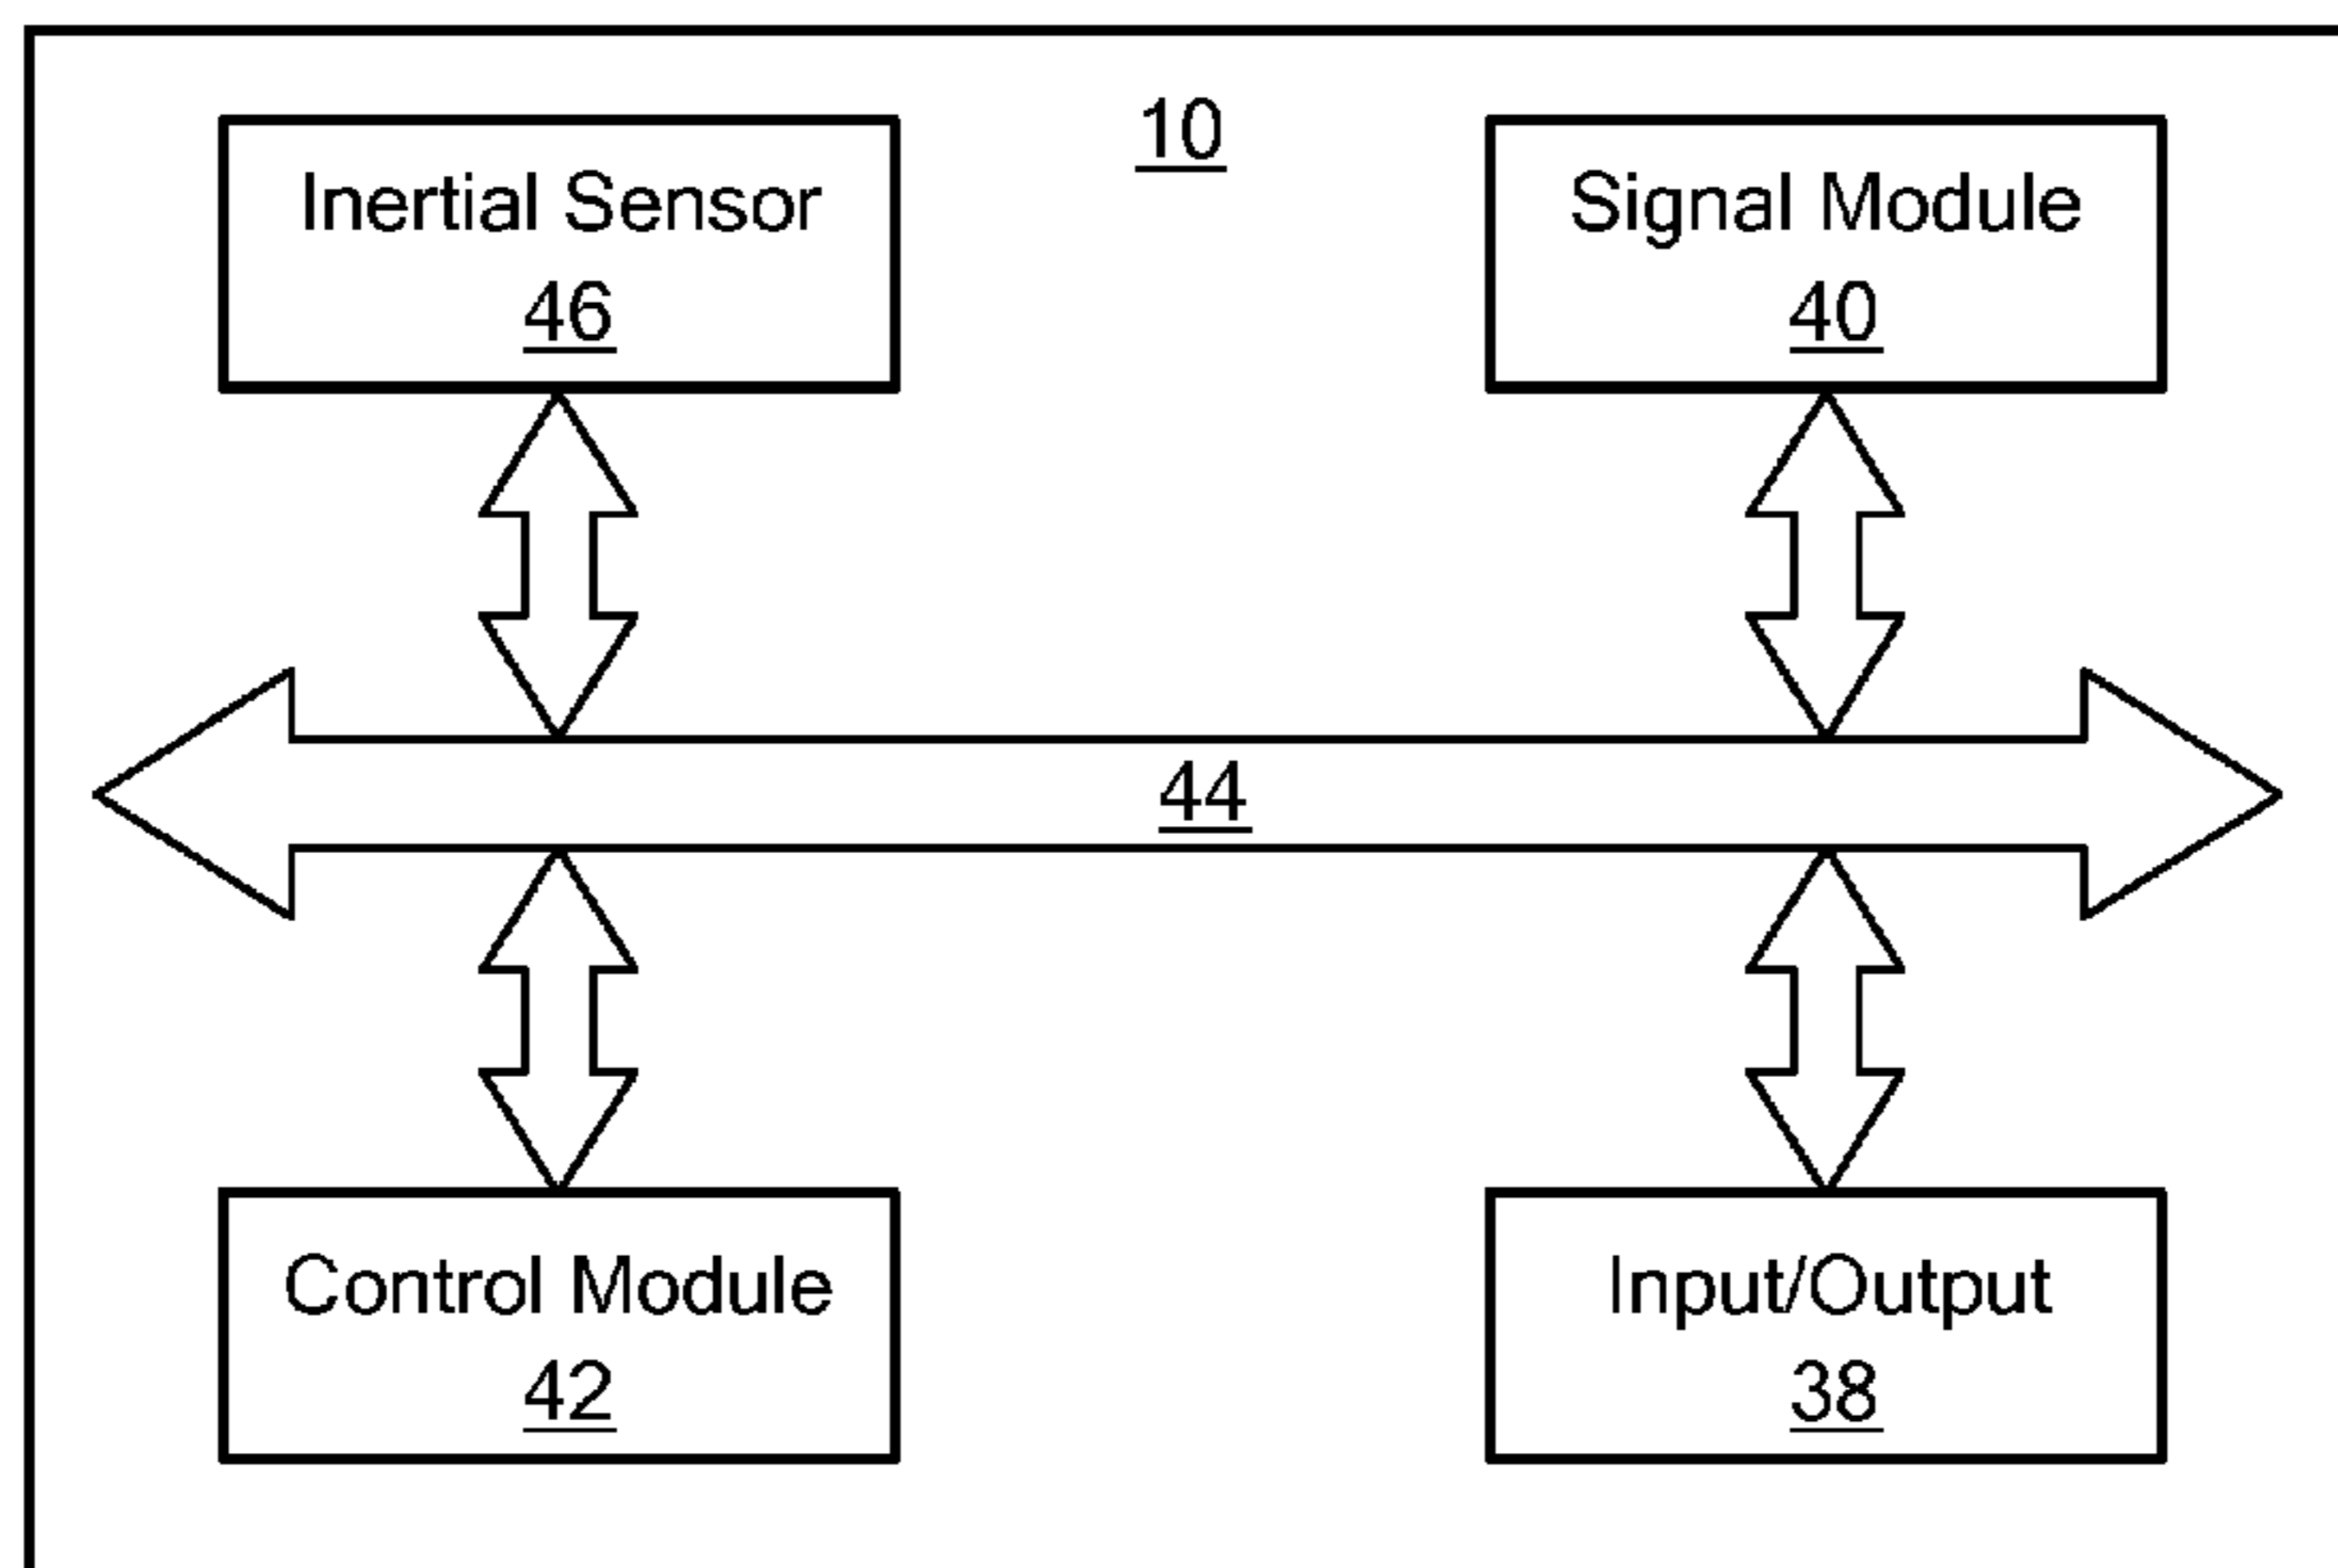 10
Inertial Sensor
46
Signal Module
40
44
Control Module
42
Input/Output
38